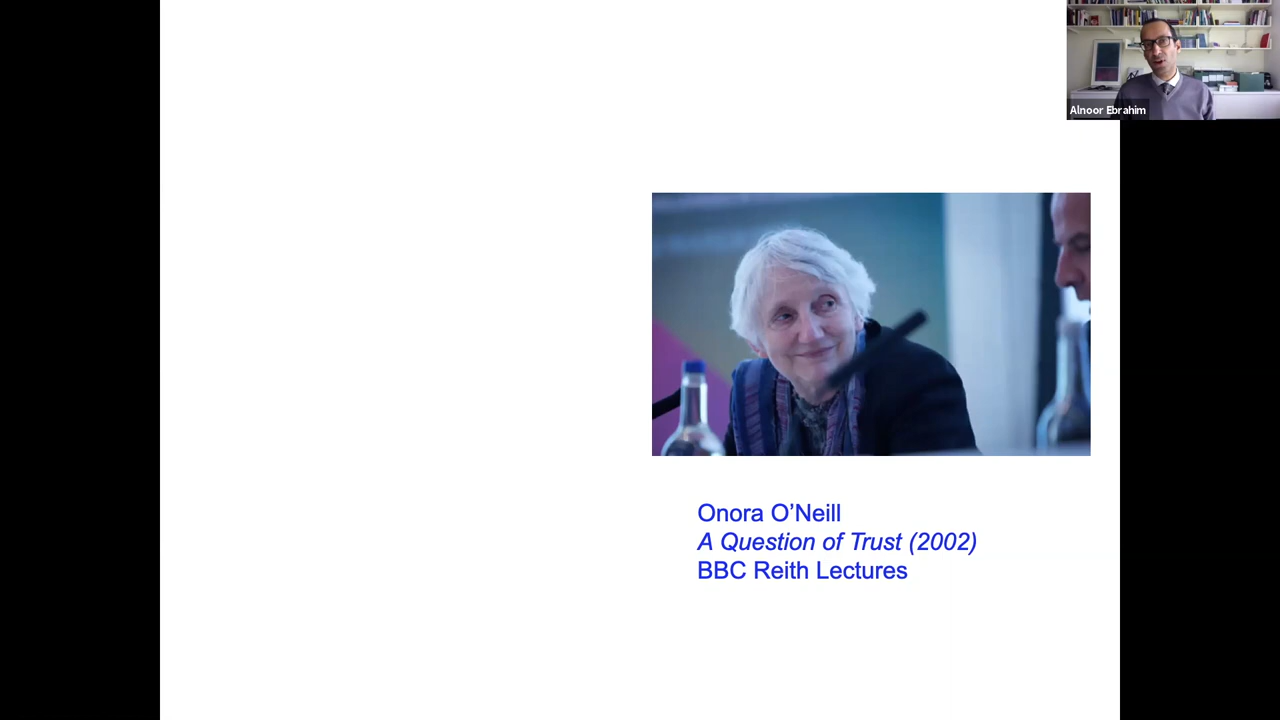 Alnoor Ebrahim
Onora O’Neill
A Question of Trust (2002)
BBC Reith Lectures